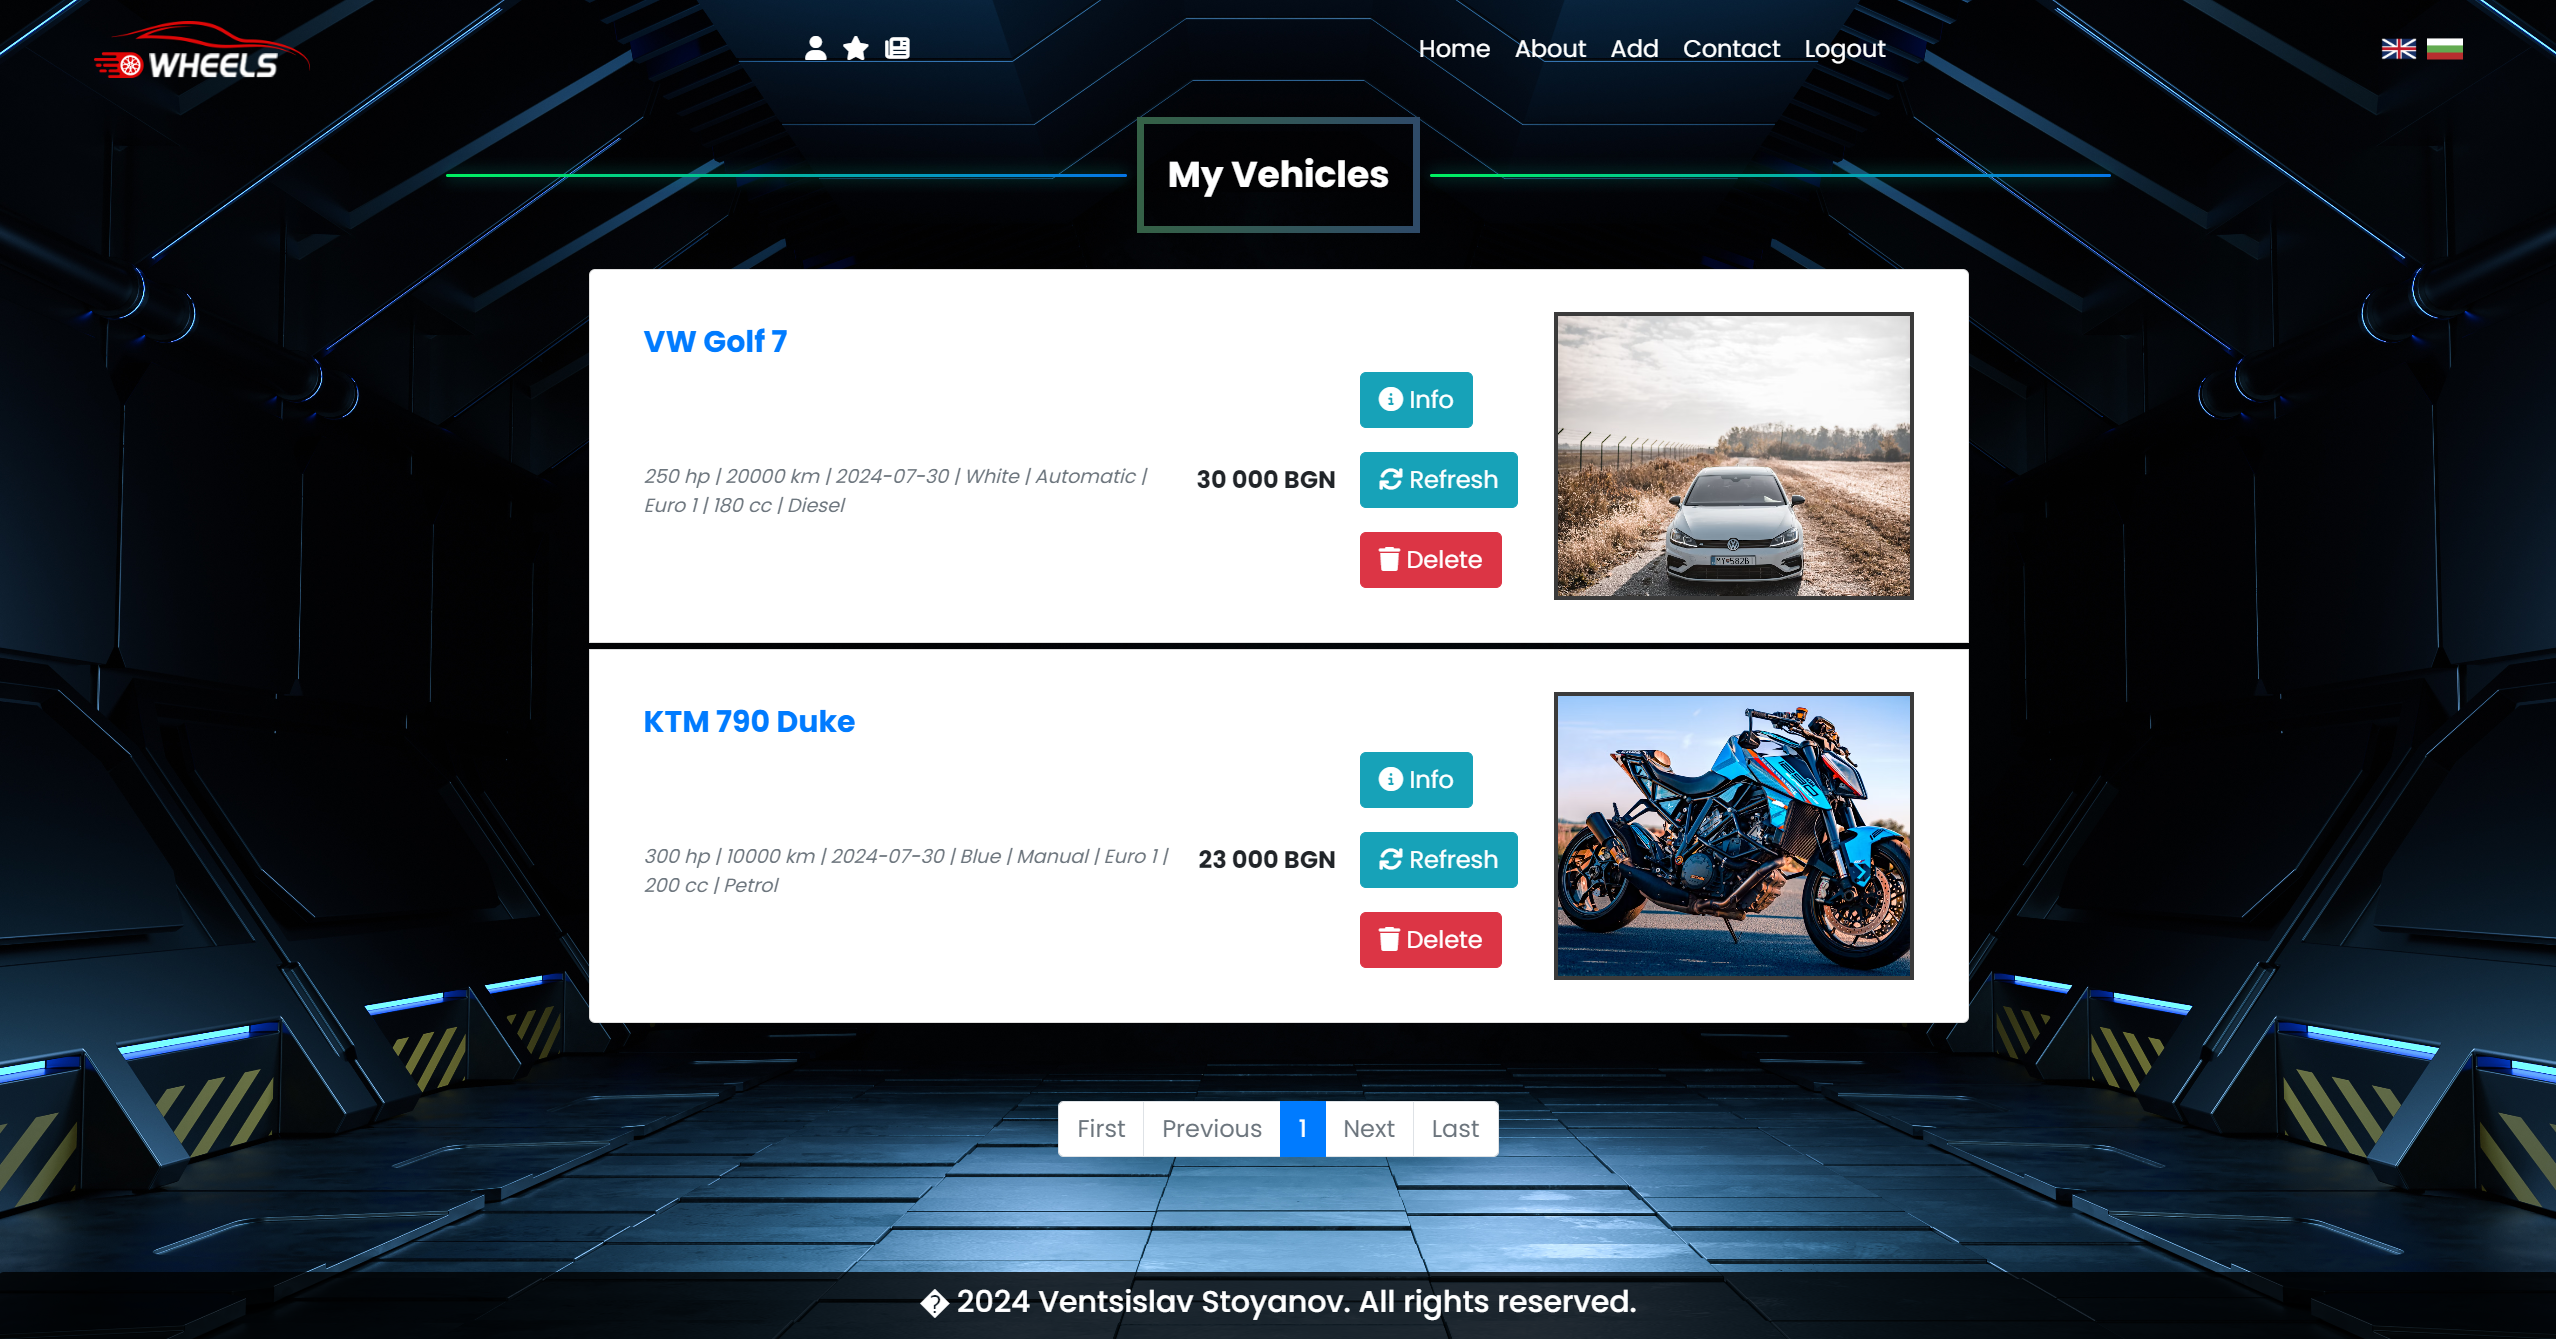 WHEELS
Home About Add Contact Logout
My Vehicles
VW Golf 7
Info
250 hp | 20000 km | 2024-07-30 | White | Automatic |
Euro 1 | 180 cc | Diesel
30 000 BGN
Refresh
Delete
KTM 790 Duke
Info
300 hp | 10000 km | 2024-07-30 | Blue | Manual | Euro 1 |
200 cc | Petrol
23 000 BGN
Refresh
Delete
First Previous 1 Next Last
� 2024 Ventsislav Stoyanov. All rights reserved.